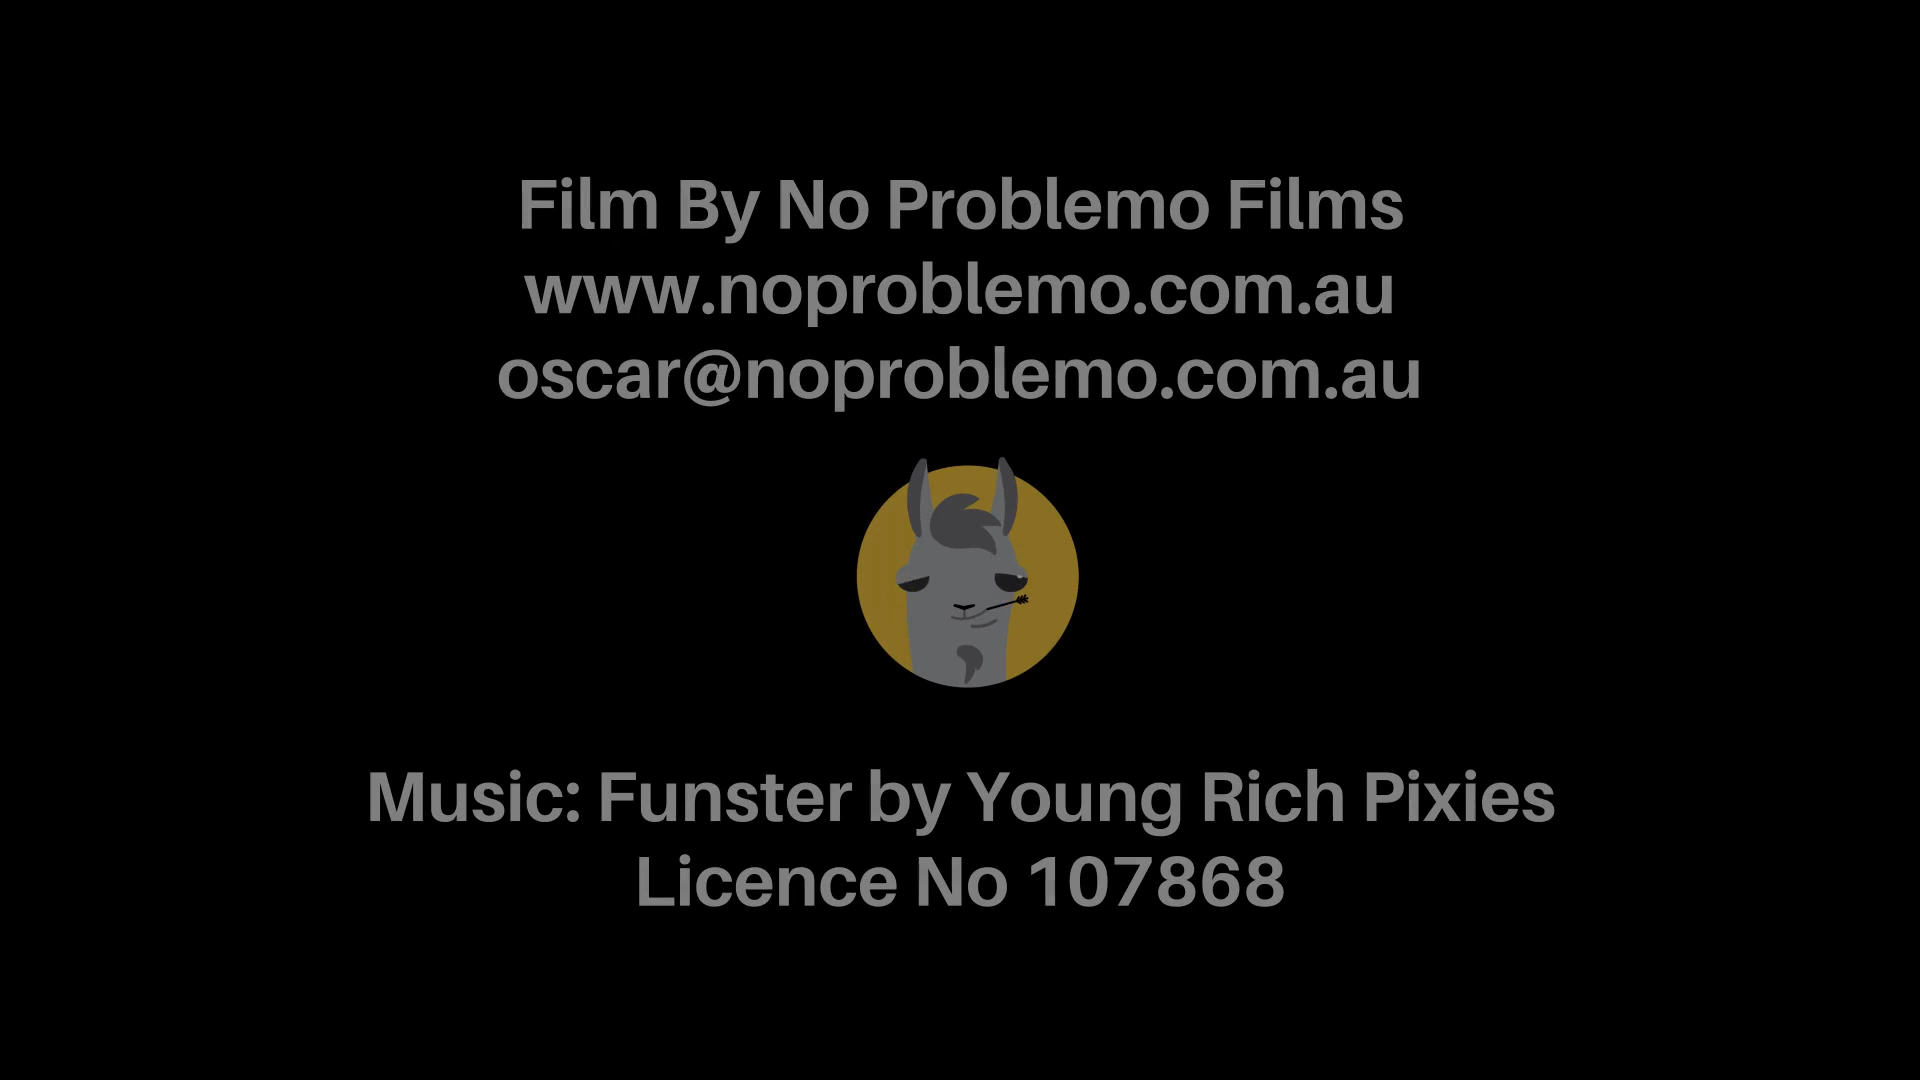 Film By No Problemo Films
www.noproblemo.com.au
oscar@noproblemo.com.au
Music: Funster by Young Rich Pixies
Licence No 107868